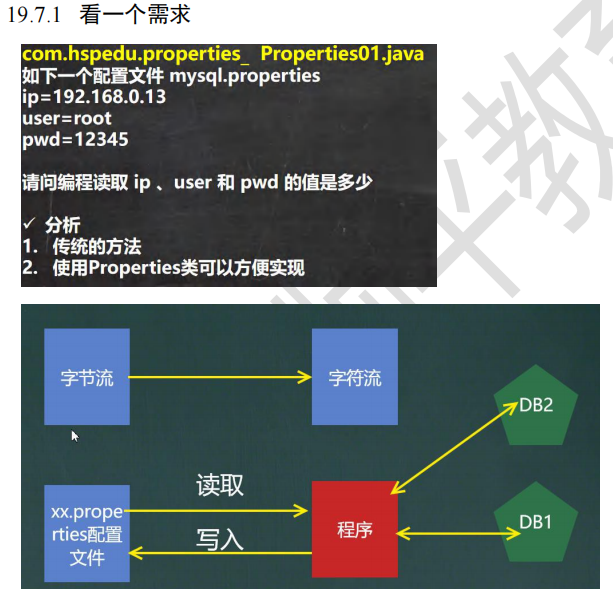 19.7.1 看一个需求
com.hspedu.properties_ Properties01.java
如下一个配置文件 mysql.properties
ip=192.168.0.13
user=root
pwd=12345
请问编程读取 ip 、user 和 pwd 的值是多少
✓ 分析
1. 传统的方法
2. 使用Properties类可以方便实现
字节流
字符流
DB2
读取
xx.prope
rties配置
文件
程序
DB1
写入